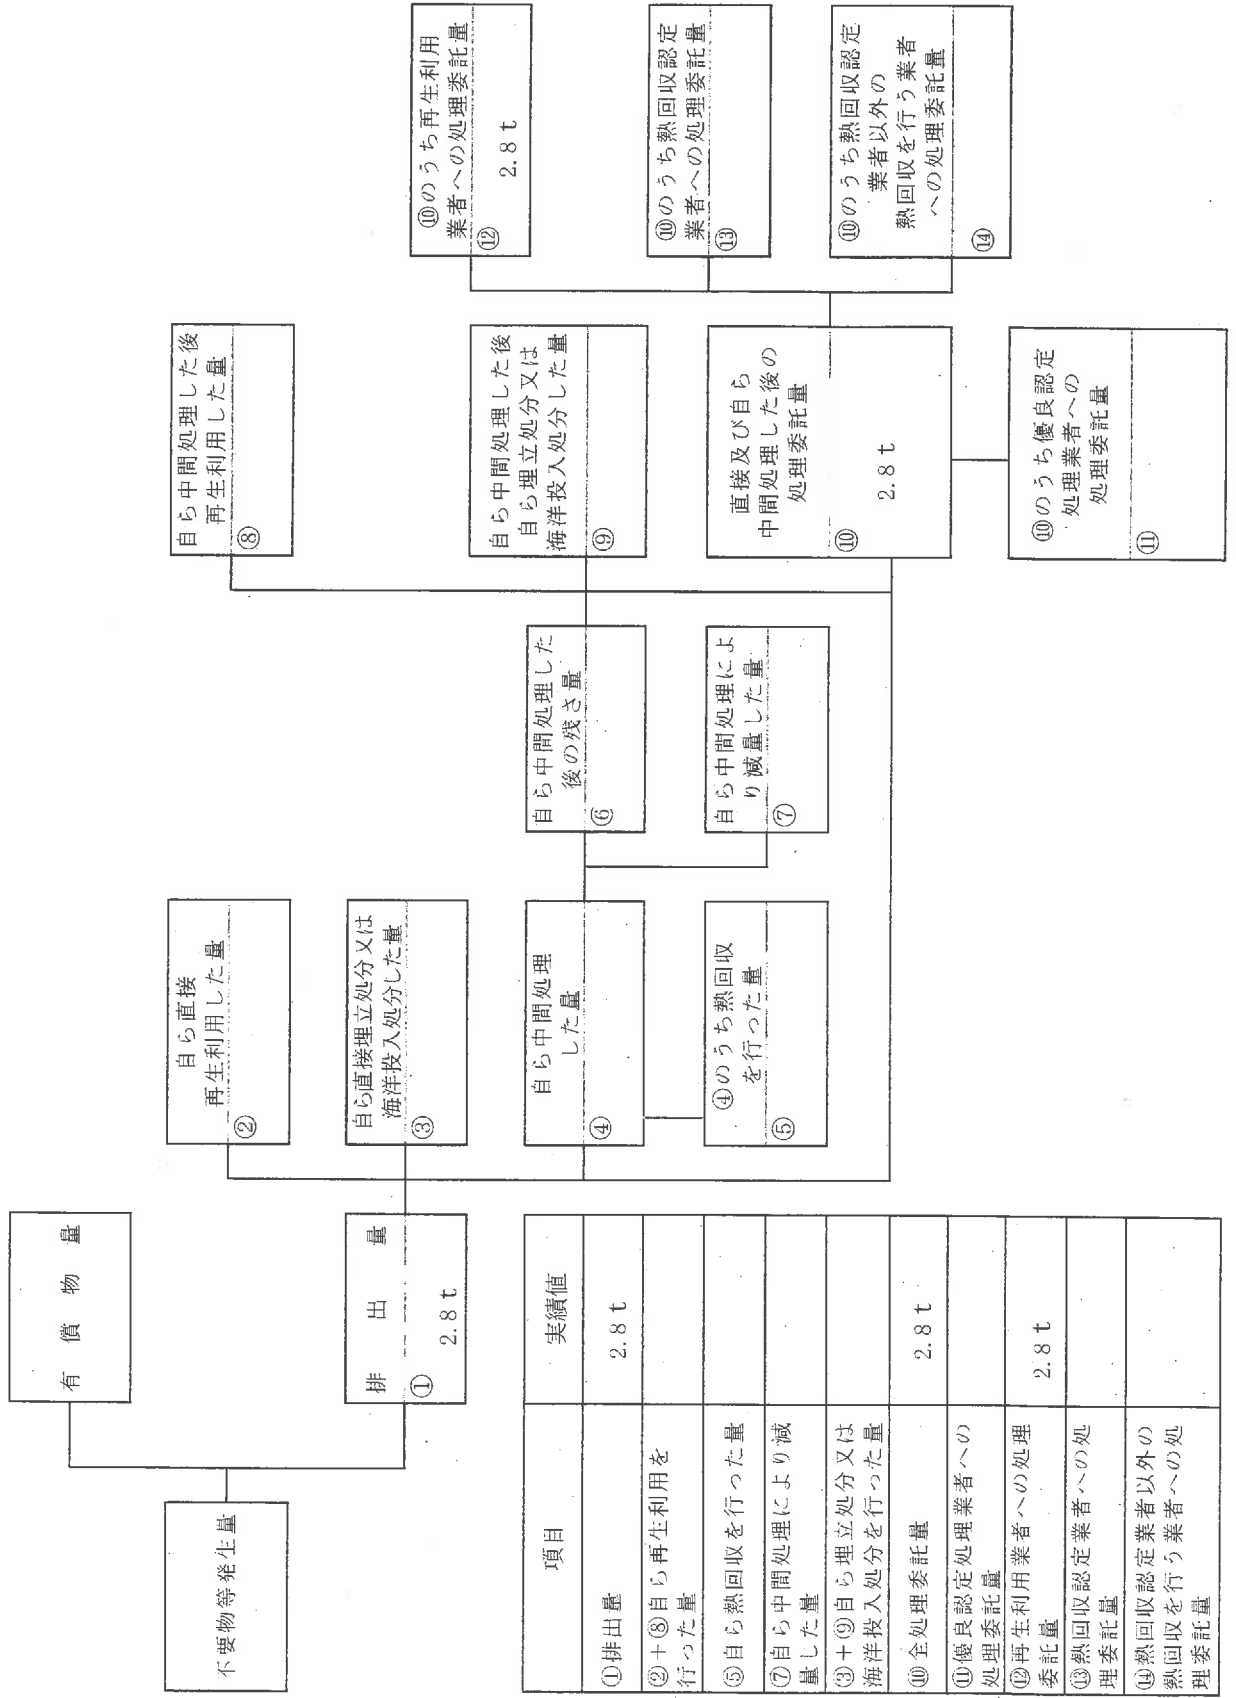 不要物等発生量
有償物量
排出量
①
2.8t
自ら直接
再生利用した量
②
自ら直接埋立処分又は
海洋投入処分した量
③
自ら中間処理
した量
④
④のうち熱回収
を行った量
⑤
自ら中間処理した
後の残さ量
⑥
自ら中間処理によ
り減量した量
⑦
自ら中間処理した後
再生利用した量
⑧
自ら中間処理した後
自ら埋立処分又は
海洋投入処分した量
⑨
直接及び自ら
中間処理した後の
処理委託量
⑩
2.8t
⑩のうち優良認定
処理業者への
処理委託量
⑪
⑩のうち再生利用
業者への処理委託量
⑫
2.8t
⑩のうち熱回収認定
業者への処理委託量
⑬
⑩のうち熱回収認定
業者以外の
熱回収を行う業者
への処理委託量
⑭
項目 実績値
①排出量 2.8t
②+⑧自ら再生利用を
行った量
⑤自ら熱回収を行った量
⑦自ら中間処理により減
量した量
③+⑨自ら埋立処分又は
海洋投入処分を行った量
⑩全処理委託量 2.8t
⑪優良認定処理業者への
処理委託量
⑫再生利用業者への処理
委託量 2.8t
⑬熱回収認定業者への処
理委託量
⑭熱回収認定業者以外の
熱回収を行う業者への処
理委託量